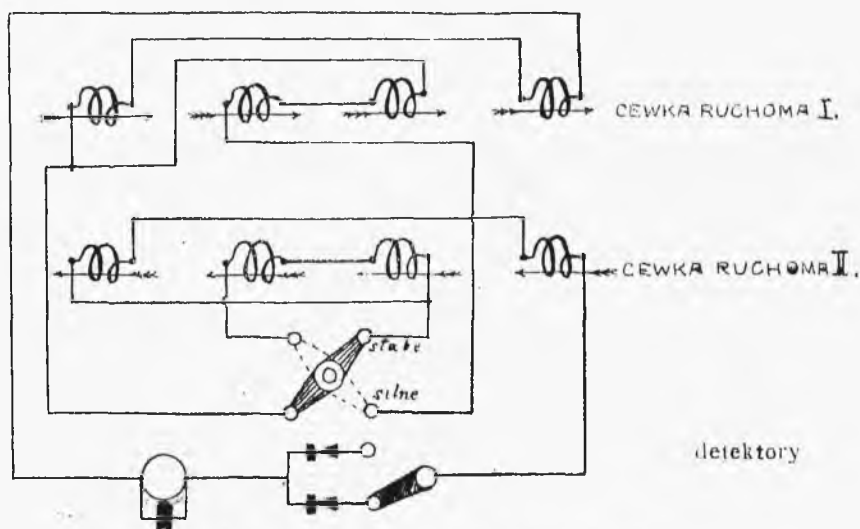 CEWKA RUCHOMA I.
CEWKA RUCHOMA II.
słabe
silne
detektory